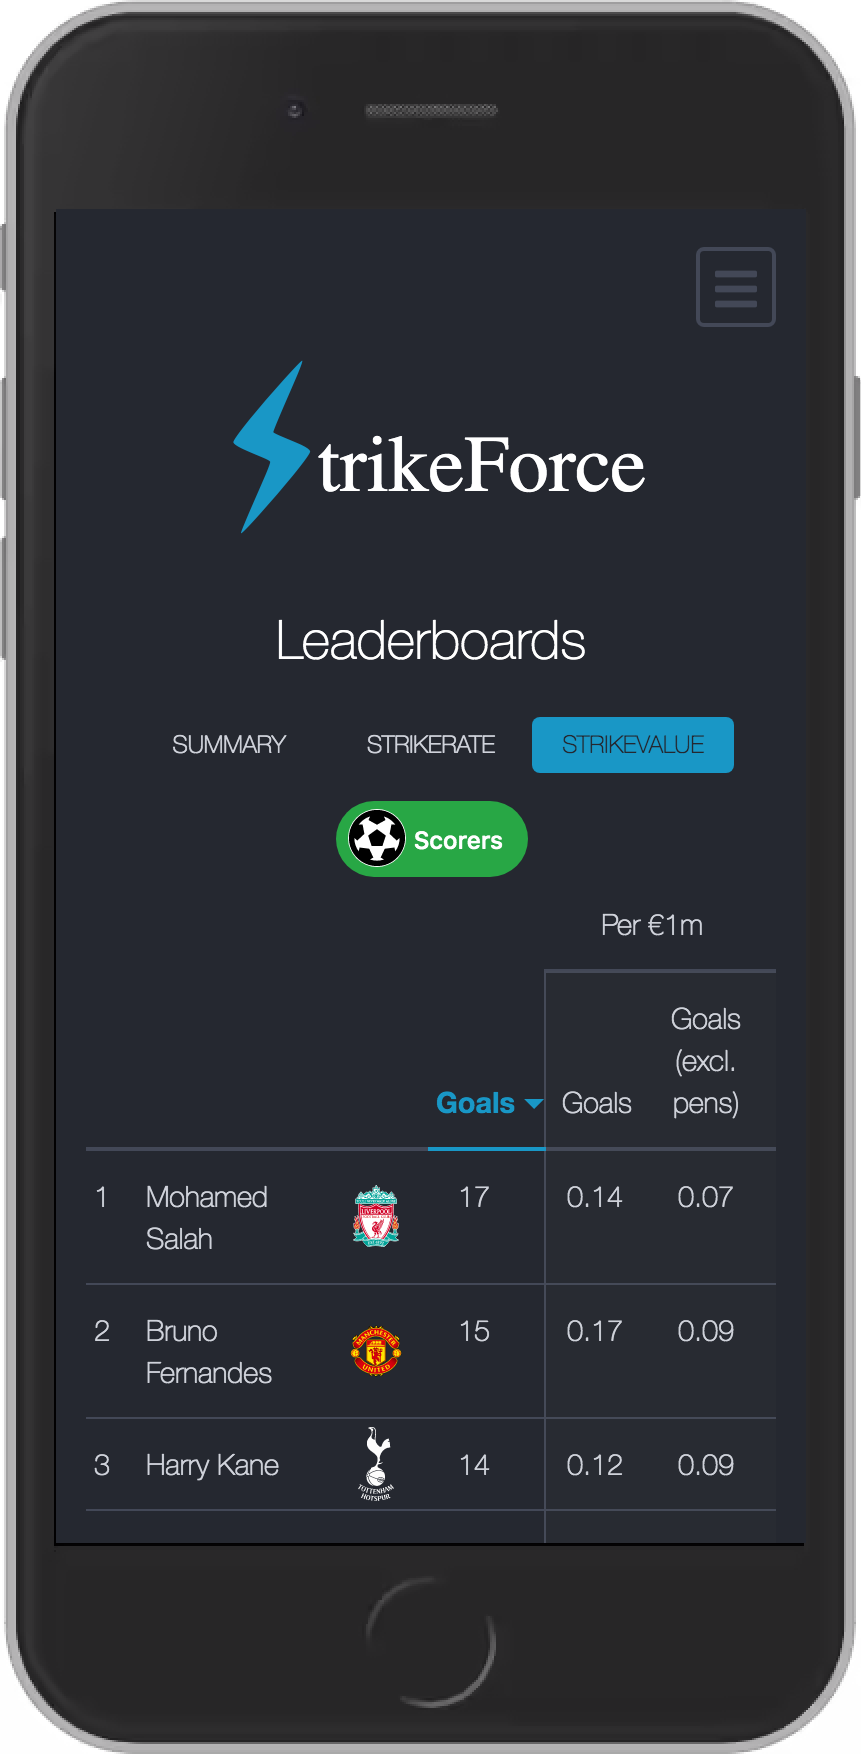 trikeForce
Leaderboards
SUMMARY STRIKERATE STRIKEVALUE
Scorers
Per €1m
Goals Goals Goals (excl. pens)
1 Mohamed Salah LIVERPOOL 17 0.14 0.07
2 Bruno Fernandes MANCHESTER UNITED 15 0.17 0.09
3 Harry Kane TOTTENHAM HOTSPUR 14 0.12 0.09